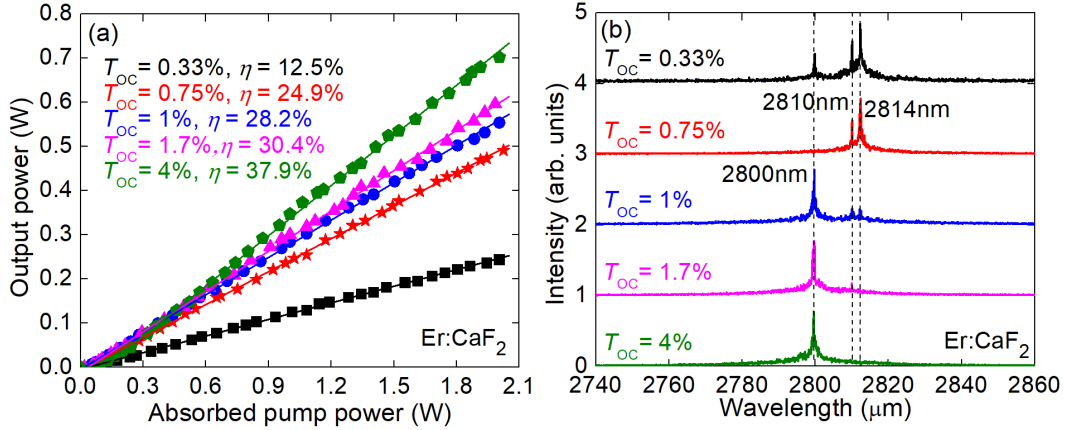 (a)
T_OC = 0.33%, η = 12.5%
T_OC = 0.75%, η = 24.9%
T_OC = 1%, η = 28.2%
T_OC = 1.7%, η = 30.4%
T_OC = 4%, η = 37.9%
Er:CaF₂
0.8
0.7
0.6
0.5
0.4
0.3
0.2
0.1
0.0
Output power (W)
0.0 0.3 0.6 0.9 1.2 1.5 1.8 2.1
Absorbed pump power (W)
(b)
T_OC = 0.33%
2810nm
2814nm
T_OC = 0.75%
2800nm
T_OC = 1%
T_OC = 1.7%
T_OC = 4%
Er:CaF₂
5
4
3
2
1
0
Intensity (arb. units)
2740 2760 2780 2800 2820 2840 2860
Wavelength (μm)